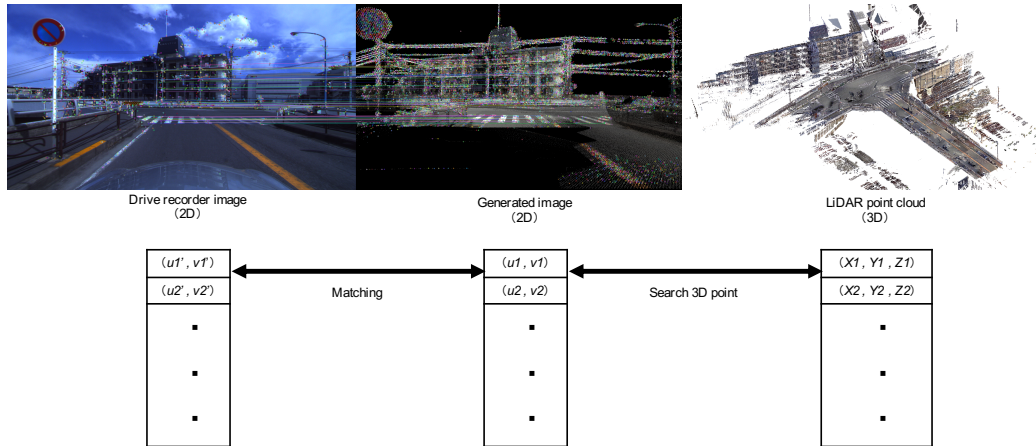 Drive recorder image
（2D）
Generated image
（2D）
LiDAR point cloud
（3D）
（u1’ , v1’）
（u1 , v1）
（X1 , Y1 , Z1）
Matching
Search 3D point
（u2’ , v2’）
（u2 , v2）
（X2 , Y2 , Z2）